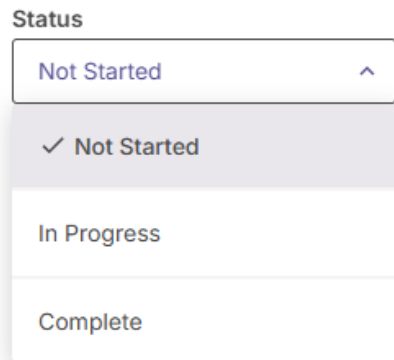 Status
Not Started
Not Started
In Progress
Complete